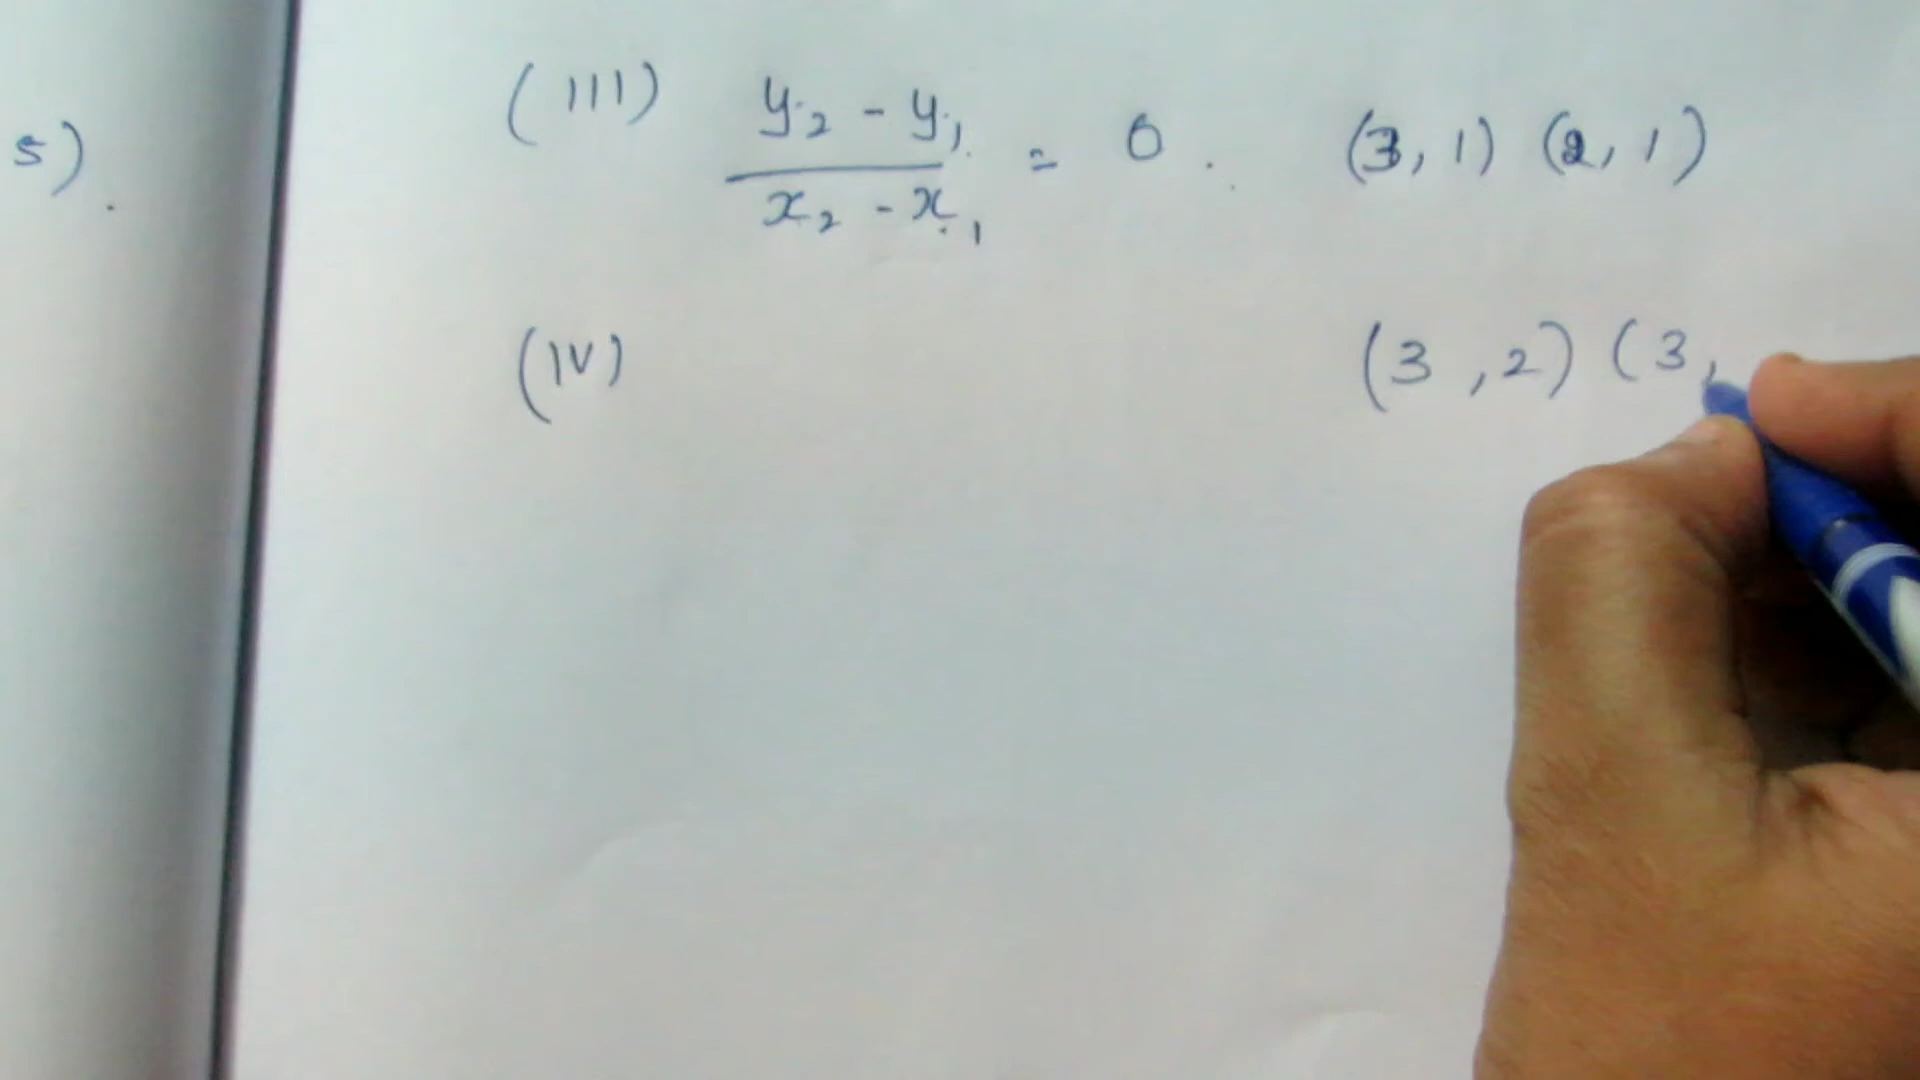 5).
(III) y₂ - y₁ / x₂ - x₁ = 0. (3, 1) (2, 1)
(IV) (3, 2) (3,